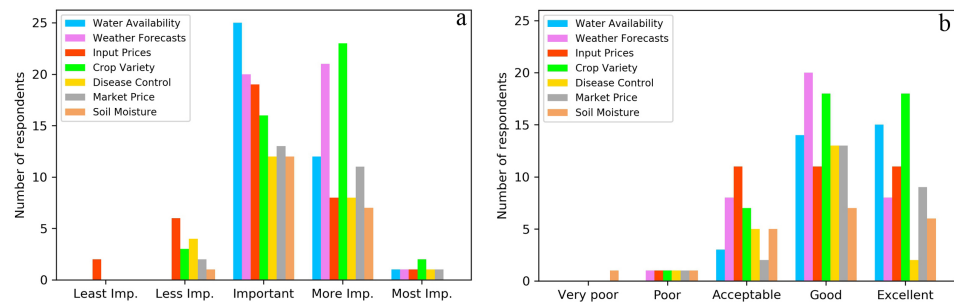 a
25
20
15
10
5
0
Number of respondents
Water Availability
Weather Forecasts
Input Prices
Crop Variety
Disease Control
Market Price
Soil Moisture
Least Imp.
Less Imp.
Important
More Imp.
Most Imp.
b
25
20
15
10
5
0
Number of respondents
Water Availability
Weather Forecasts
Input Prices
Crop Variety
Disease Control
Market Price
Soil Moisture
Very poor
Poor
Acceptable
Good
Excellent